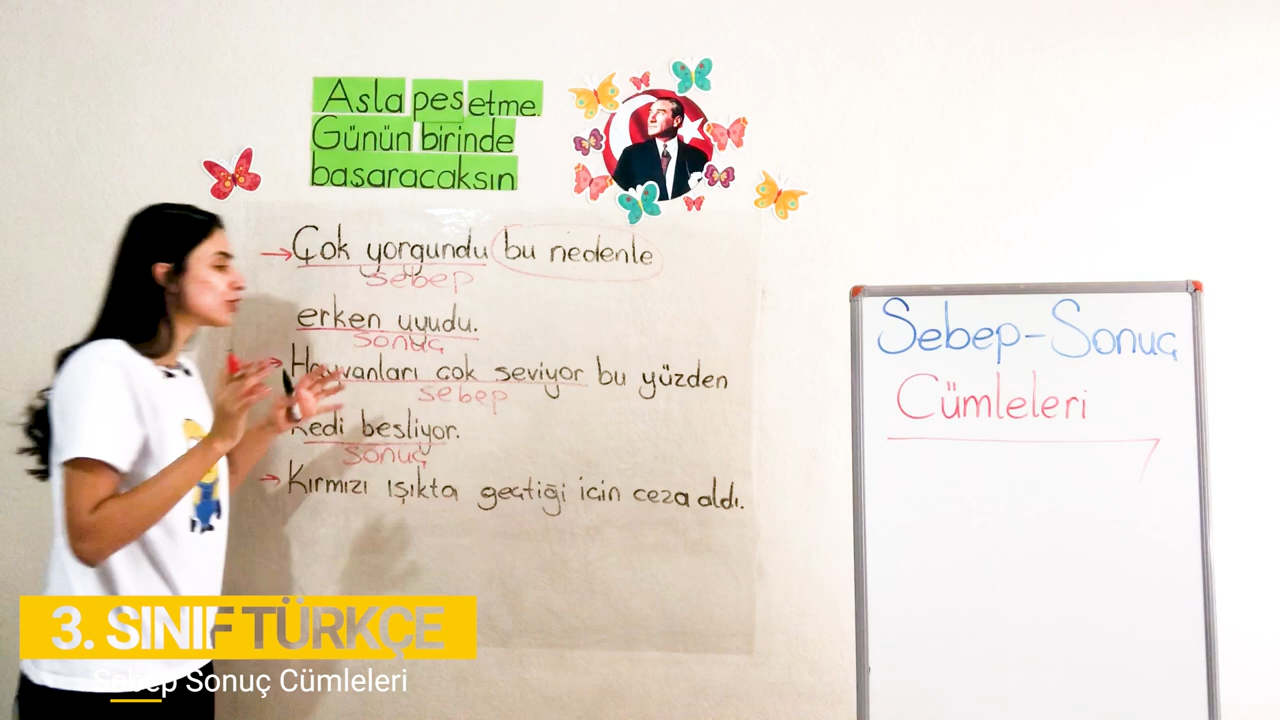 Asla pes etme.
Günün birinde
başaracaksın
→Çok yorgundu bu nedenle
sebep
erken uyudu.
sonuç
→Hayvanları çok seviyor bu yüzden
sebep
kedi besliyor.
sonuç
→Kırmızı ışıkta geçtiği için ceza aldı.
Sebep-Sonuç
Cümleleri
3. SINIF TÜRKÇE
Sebep Sonuç Cümleleri